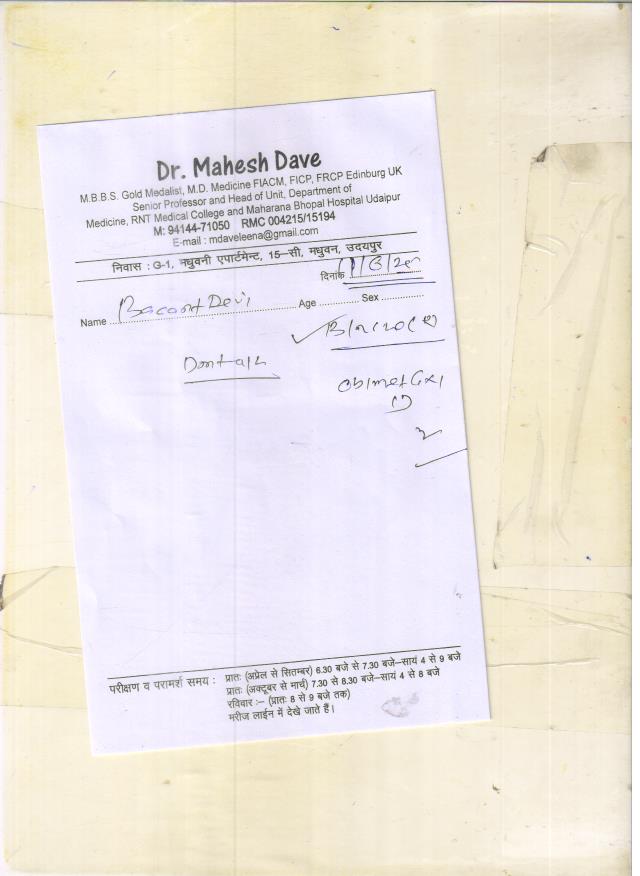 Dr. Mahesh Dave
M.B.B.S. Gold Medalist, M.D. Medicine FIACM, FICP, FRCP Edinburg UK
Senior Professor and Head of Unit, Department of
Medicine, RNT Medical College and Maharana Bhopal Hospital Udaipur
M: 94144-71050 RMC 004215/15194
E-mail : mdaveleena@gmail.com
निवास : G-1, मधुवनी एपार्टमेन्ट, 15-सी, मधुवन, उदयपुर
दिनांक
Name Devi Age Sex
परीक्षण व परामर्श समय : प्रातः (अप्रेल से सितम्बर) 6.30 बजे से 7.30 बजे-सायं 4 से 9 बजे
प्रातः (अक्टूबर से मार्च) 7.30 से 8.30 बजे-सायं 4 से 8 बजे
रविवार :- (प्रातः 8 से 9 बजे तक)
मरीज लाईन में देखे जाते हैं।